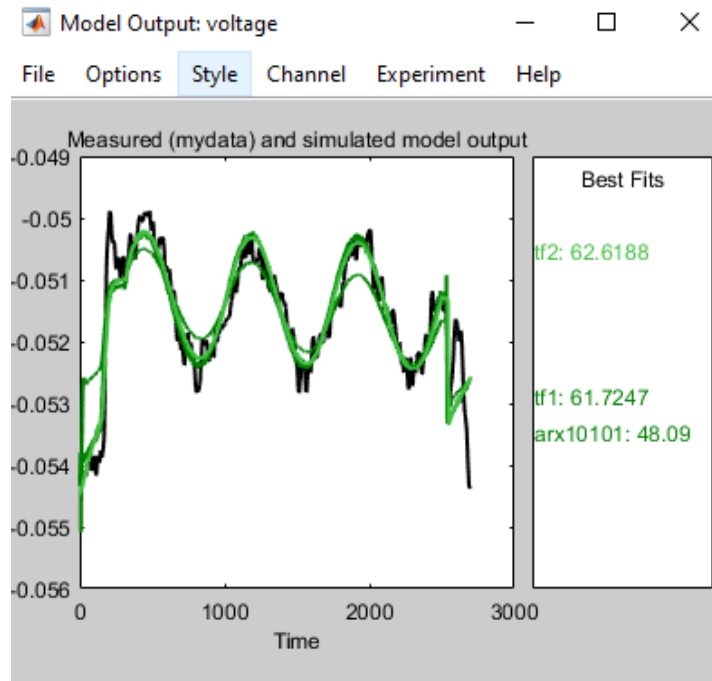 Model Output: voltage
File Options Style Channel Experiment Help
Measured (mydata) and simulated model output
-0.049
-0.05
-0.051
-0.052
-0.053
-0.054
-0.055
-0.056
0 1000 2000 3000
Time
Best Fits
tf2: 62.6188
tf1: 61.7247
arx10101: 48.09